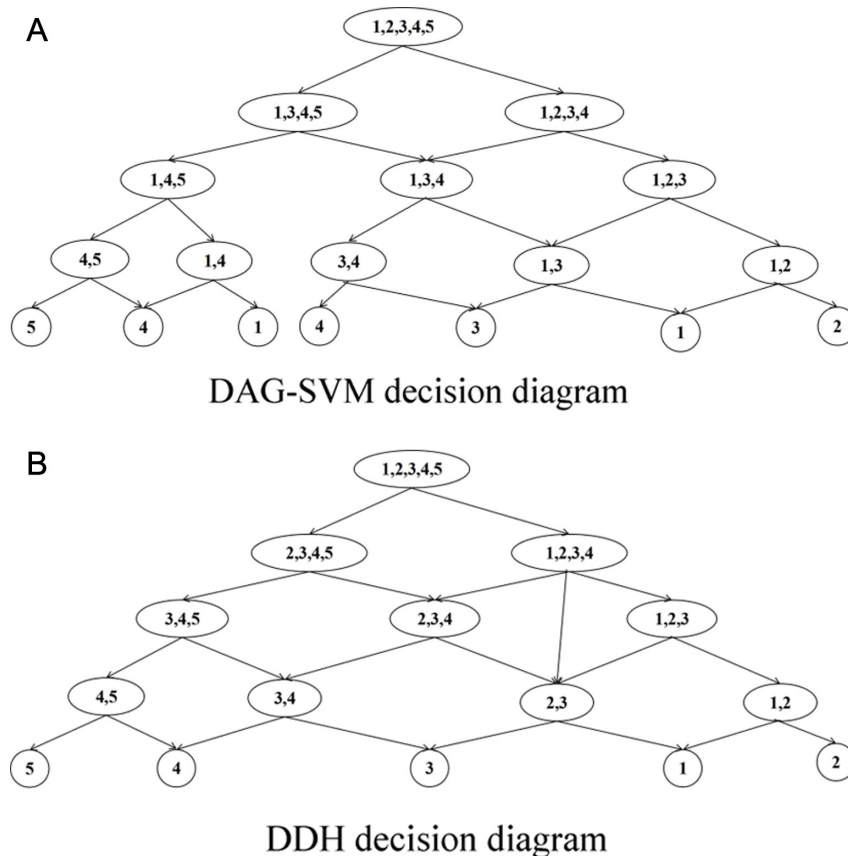 A
1,2,3,4,5
1,3,4,5 1,2,3,4
1,4,5 1,3,4 1,2,3
4,5 1,4 3,4 1,3 1,2
5 4 1 4 3 1 2
DAG-SVM decision diagram
B
1,2,3,4,5
2,3,4,5 1,2,3,4
3,4,5 2,3,4 1,2,3
4,5 3,4 2,3 1,2
5 4 3 1 2
DDH decision diagram